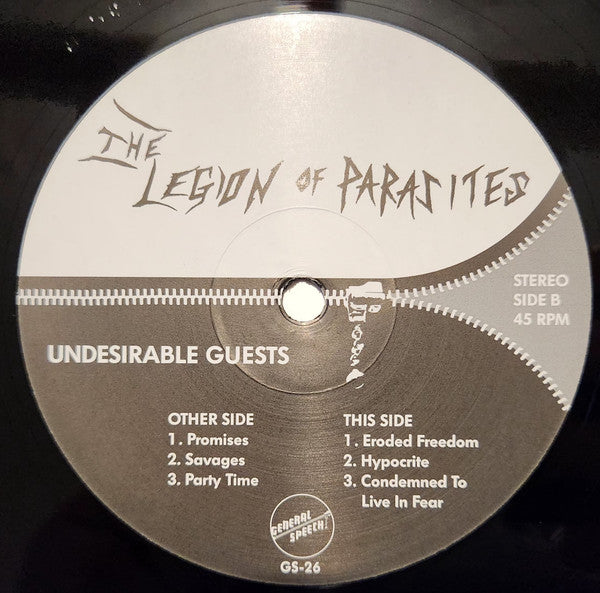 THE
LEGION OF PARASITES
STEREO
SIDE B
45 RPM
UNDESIRABLE GUESTS
OTHER SIDE
1. Promises
2. Savages
3. Party Time
THIS SIDE
1. Eroded Freedom
2. Hypocrite
3. Condemned To
Live In Fear
GENERAL
SPEECH
GS-26